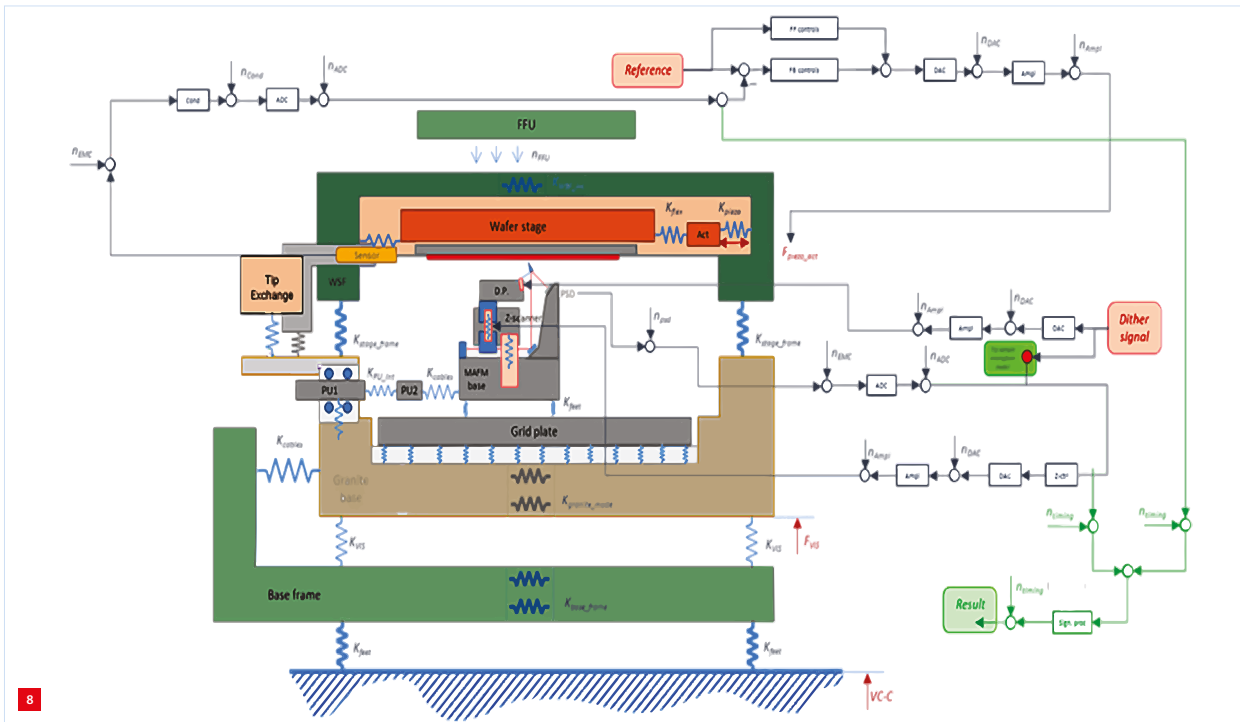 FF controls
n_DAC
n_Ampl
Reference
FB controls
DAC
Ampl
n_Cond
n_ADC
Cond
ADC
FFU
n_EMC
n_FFU
Wafer stage
K_flex
K_piezo
Act
Sensor
F_piezo_act
WSF
Tip
Exchange
D.P.
PSD
Z-scanner
n_psd
K_stage_frame
K_stage_frame
n_Ampl
n_DAC
Ampl
DAC
Dither
signal
n_EMC
n_ADC
ADC
MAFM
base
K_PU_int
K_cables
PU1
PU2
K_feet
Grid plate
K_cables
Granite
base
K_granite_mode
n_Ampl
n_DAC
Ampl
DAC
Z-ctrl
n_timing
n_timing
K_VIS
K_VIS
F_VIS
Base frame
K_base_frame
n_timing
Result
Sign. proc
K_feet
K_feet
VC-C
8